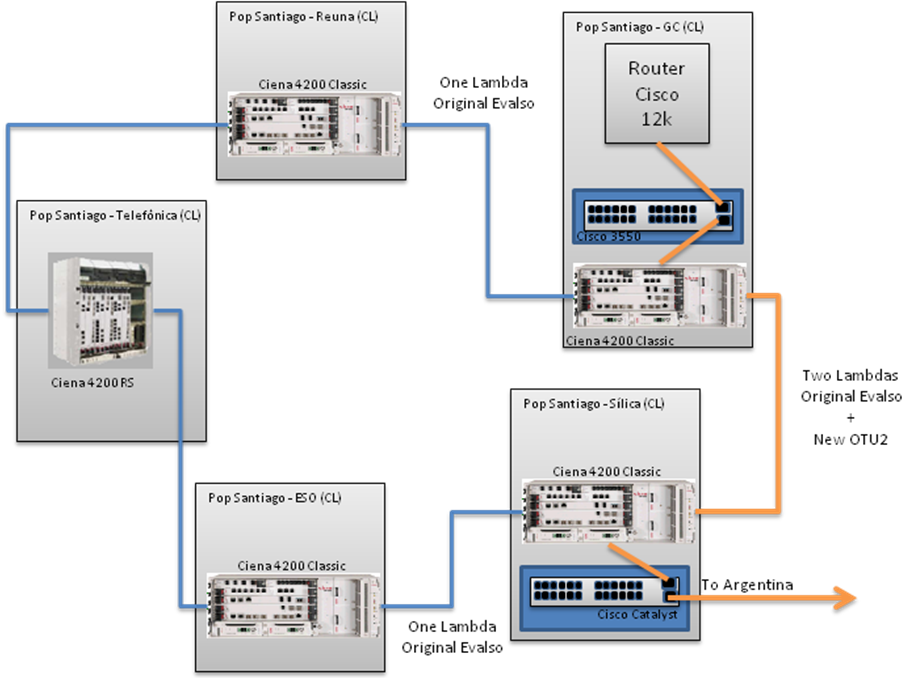 Pop Santiago - Reuna (CL)
Ciena 4200 Classic
One Lambda
Original Evalso
Pop Santiago - GC (CL)
Router
Cisco
12k
Cisco 3550
Ciena 4200 Classic
Pop Santiago - Telefónica (CL)
Ciena 4200 RS
Two Lambdas
Original Evalso
+
New OTU2
Pop Santiago - Sílica (CL)
Ciena 4200 Classic
To Argentina
Cisco Catalyst
Pop Santiago - ESO (CL)
Ciena 4200 Classic
One Lambda
Original Evalso